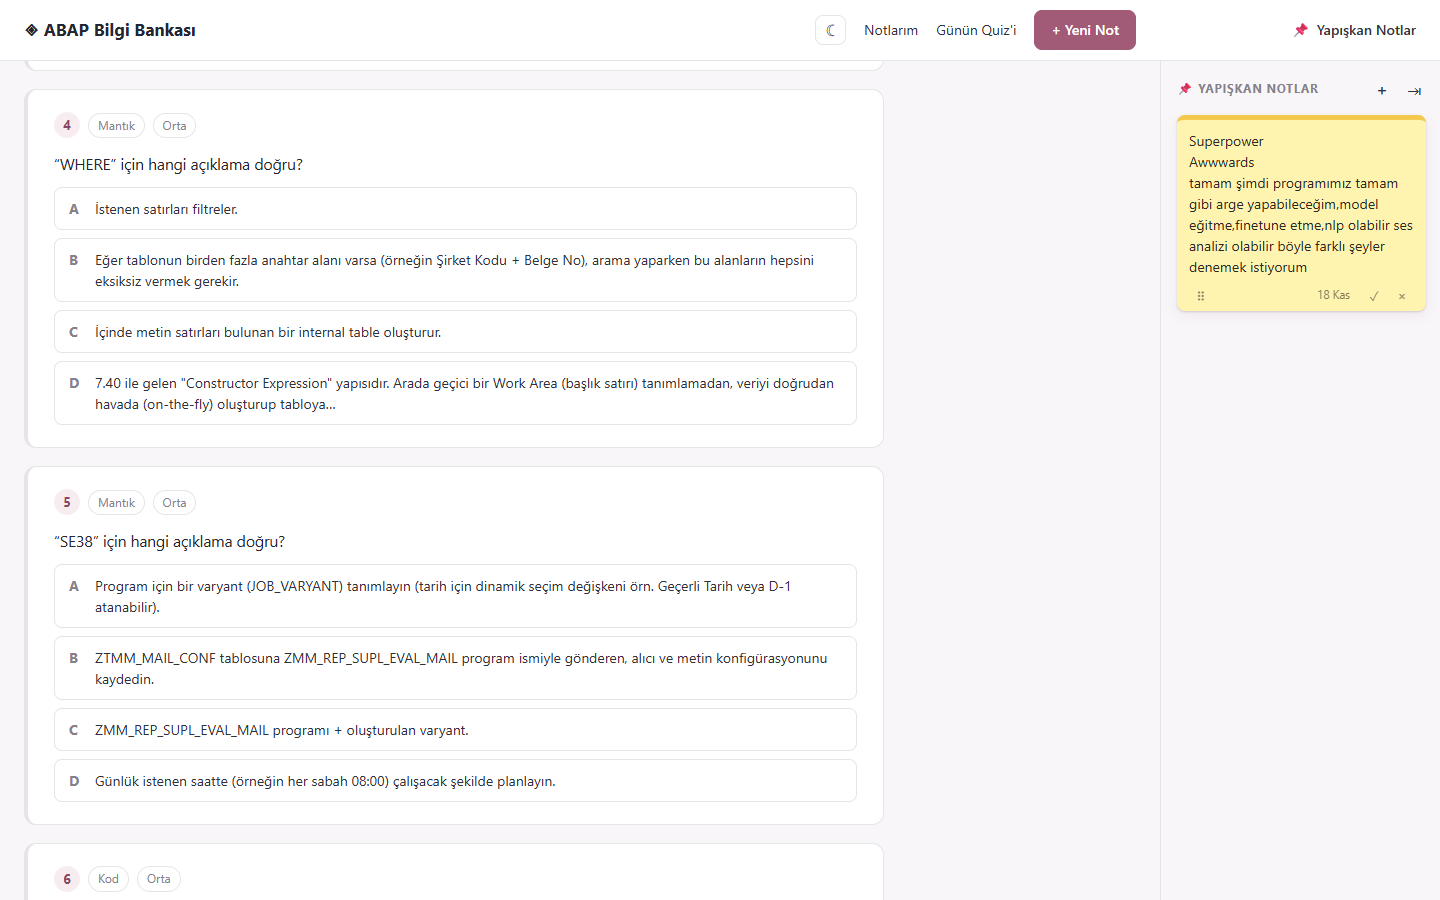 ◈ ABAP Bilgi Bankası
☾
Notlarım
Günün Quiz'i
+ Yeni Not
📌 Yapışkan Notlar
4
Mantık
Orta
“WHERE” için hangi açıklama doğru?
A İstenen satırları filtreler.
B Eğer tablonun birden fazla anahtar alanı varsa (örneğin Şirket Kodu + Belge No), arama yaparken bu alanların hepsini
eksiksiz vermek gerekir.
C İçinde metin satırları bulunan bir internal table oluşturur.
D 7.40 ile gelen "Constructor Expression" yapısıdır. Arada geçici bir Work Area (başlık satırı) tanımlamadan, veriyi doğrudan
havada (on-the-fly) oluşturup tabloya...
5
Mantık
Orta
“SE38” için hangi açıklama doğru?
A Program için bir varyant (JOB_VARYANT) tanımlayın (tarih için dinamik seçim değişkeni örn. Geçerli Tarih veya D-1
atanabilir).
B ZTMM_MAIL_CONF tablosuna ZMM_REP_SUPL_EVAL_MAIL program ismiyle gönderen, alıcı ve metin konfigürasyonunu
kaydedin.
C ZMM_REP_SUPL_EVAL_MAIL programı + oluşturulan varyant.
D Günlük istenen saatte (örneğin her sabah 08:00) çalışacak şekilde planlayın.
6
Kod
Orta
📌 YAPIŞKAN NOTLAR
+ ⇥
Superpower
Awwwards
tamam şimdi programımız tamam
gibi arge yapabileceğim,model
eğitme,finetune etme,nlp olabilir ses
analizi olabilir böyle farklı şeyler
denemek istiyorum
⠿ 18 Kas ✓ ×